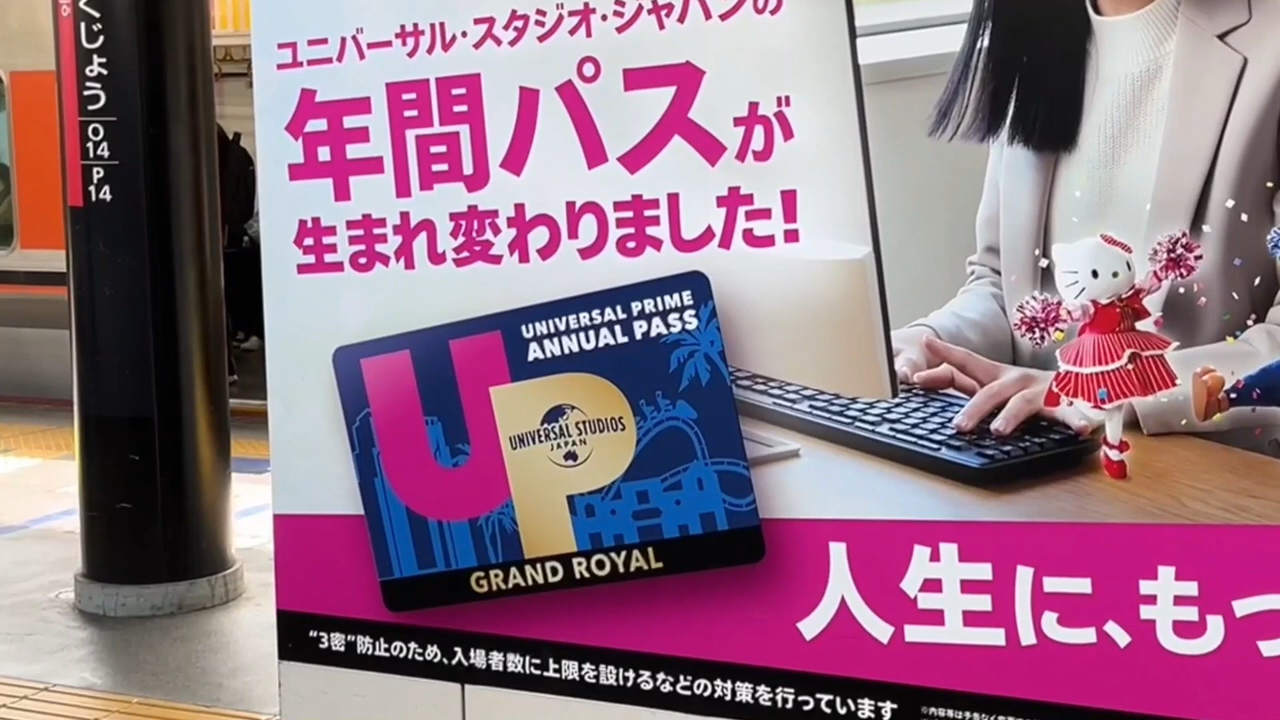 くじょう
O
14
P
14
ユニバーサル・スタジオ・ジャパンの
年間パスが
生まれ変わりました!
UNIVERSAL PRIME
ANNUAL PASS
UP
UNIVERSAL STUDIOS
JAPAN
GRAND ROYAL
人生に、もっ
“3密”防止のため、入場者数に上限を設けるなどの対策を行っています